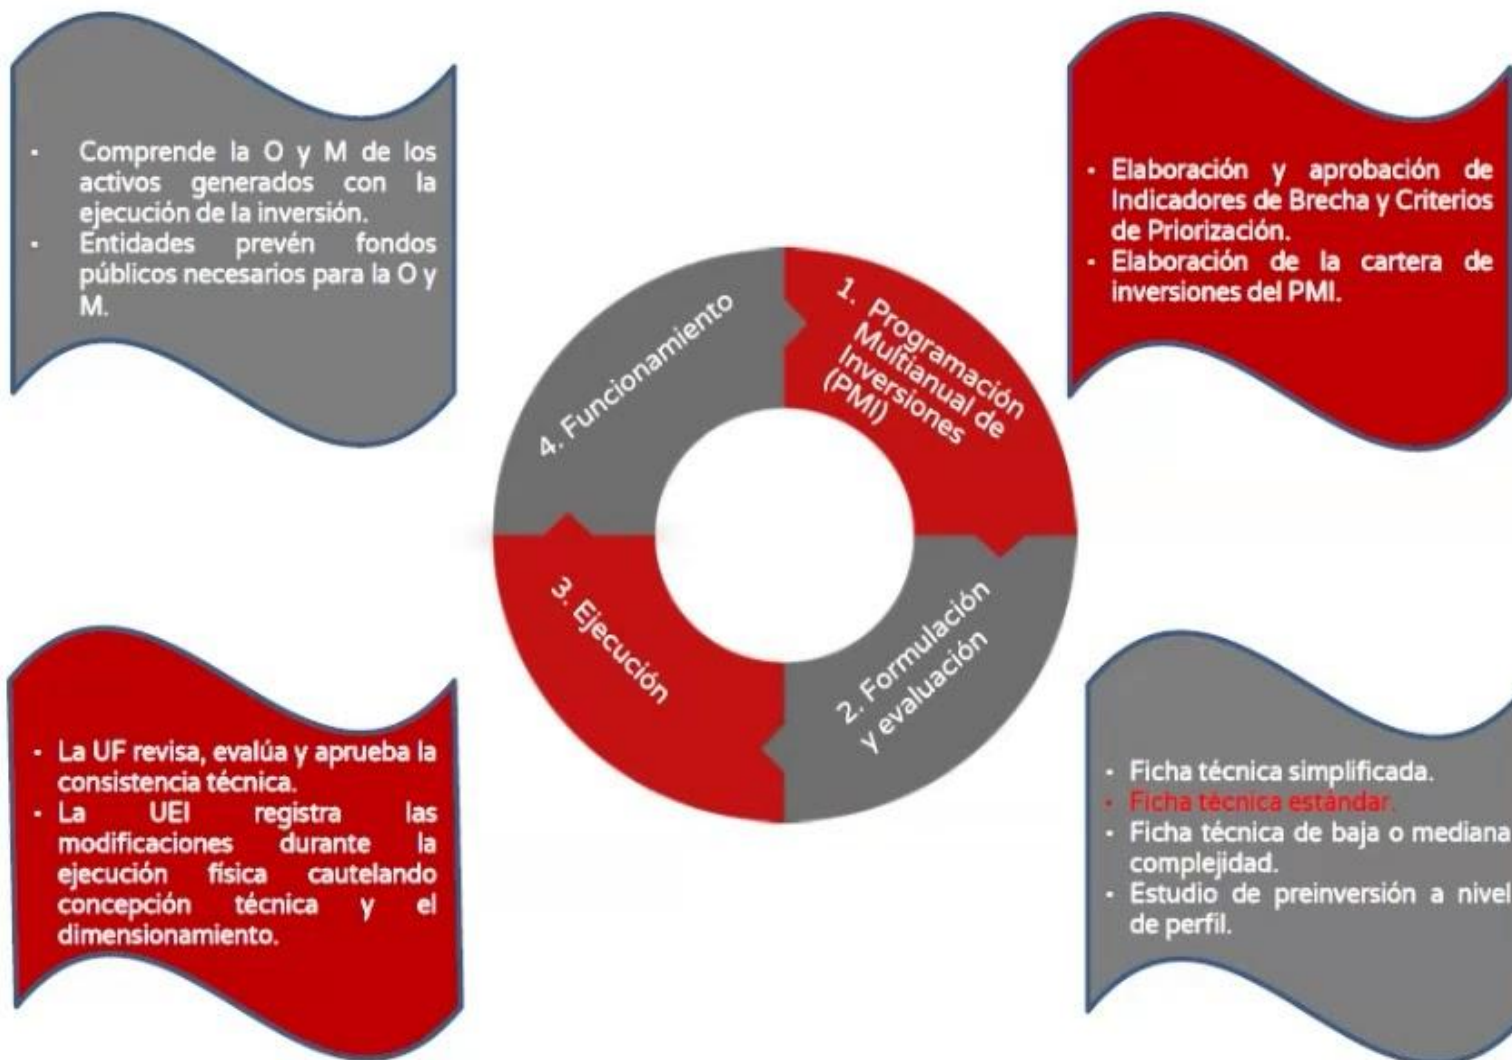 · Comprende la O y M de los
activos generados con la
ejecución de la inversión.
· Entidades prevén fondos
públicos necesarios para la O y
M.
· Elaboración y aprobación de
Indicadores de Brecha y Criterios
de Priorización.
· Elaboración de la cartera de
inversiones del PMI.
4. Funcionamiento
1. Programación
Multianual de
Inversiones
(PMI)
3. Ejecución
2. Formulación
y evaluación
· La UF revisa, evalúa y aprueba la
consistencia técnica.
· La UEI registra las
modificaciones durante la
ejecución física cautelando
concepción técnica y el
dimensionamiento.
· Ficha técnica simplificada.
· Ficha técnica estándar.
· Ficha técnica de baja o mediana
complejidad.
· Estudio de preinversión a nivel
de perfil.